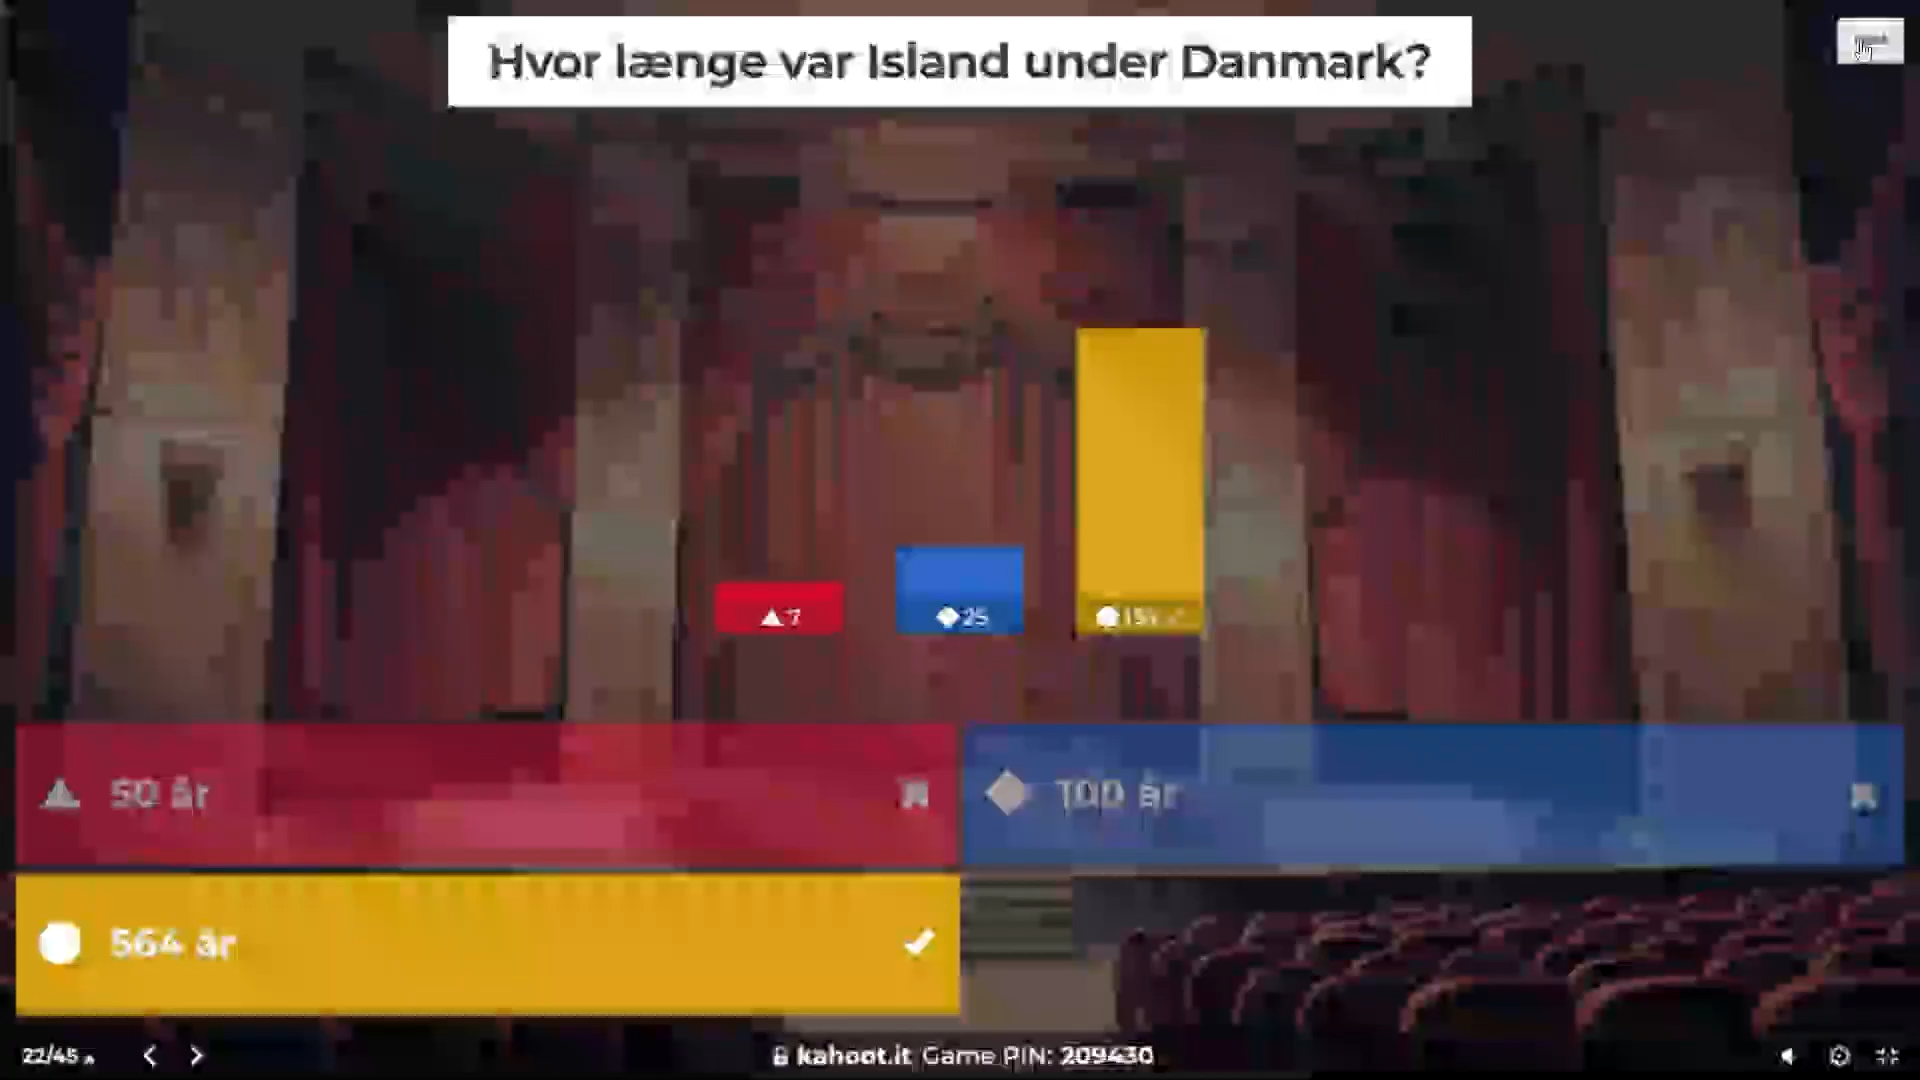 Hvor længe var Island under Danmark?
7
25
50 år
100 år
564 år
22/45
kahoot.it Game PIN: 209430